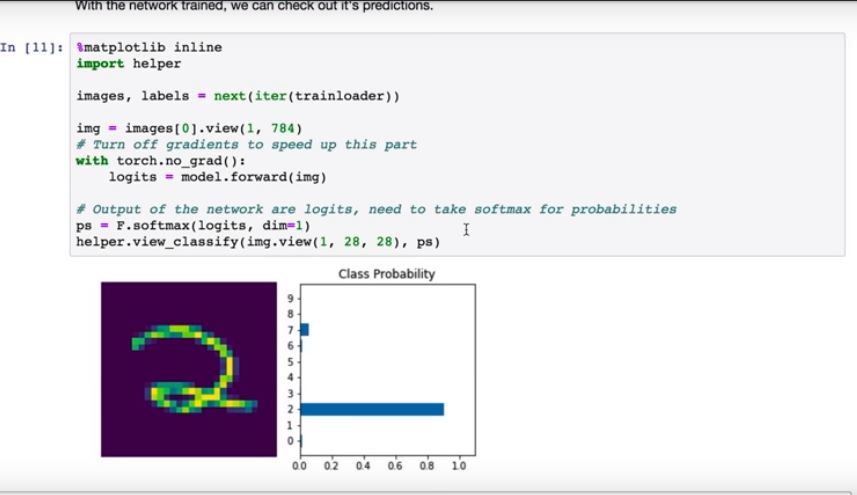 With the network trained, we can check out it's predictions.
In [11]:
%matplotlib inline
import helper
images, labels = next(iter(trainloader))
img = images[0].view(1, 784)
# Turn off gradients to speed up this part
with torch.no_grad():
    logits = model.forward(img)
# Output of the network are logits, need to take softmax for probabilities
ps = F.softmax(logits, dim=1)
helper.view_classify(img.view(1, 28, 28), ps)
Class Probability
9
8
7
6
5
4
3
2
1
0
0.0 0.2 0.4 0.6 0.8 1.0
2